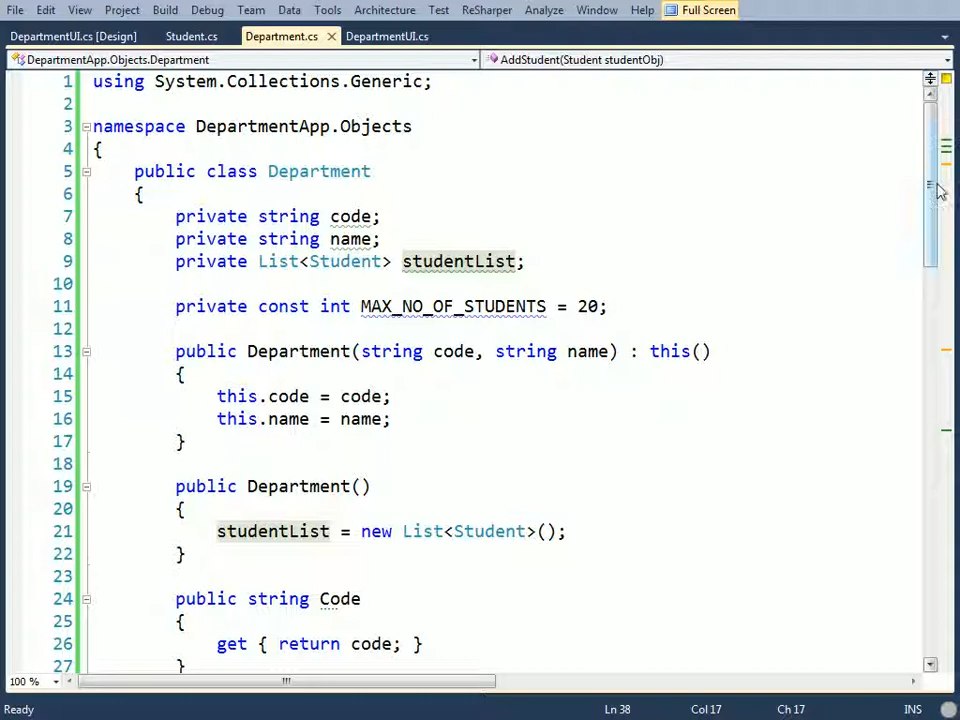 File Edit View Project Build Debug Team Data Tools Architecture Test ReSharper Analyze Window Help Full Screen
DepartmentUI.cs [Design] Student.cs Department.cs DepartmentUI.cs
DepartmentApp.Objects.Department AddStudent(Student studentObj)
1 using System.Collections.Generic;
2
3 namespace DepartmentApp.Objects
4 {
5 public class Department
6 {
7 private string code;
8 private string name;
9 private List<Student> studentList;
10
11 private const int MAX_NO_OF_STUDENTS = 20;
12
13 public Department(string code, string name) : this()
14 {
15 this.code = code;
16 this.name = name;
17 }
18
19 public Department()
20 {
21 studentList = new List<Student>();
22 }
23
24 public string Code
25 {
26 get { return code; }
27 }
100 %
Ready Ln 38 Col 17 Ch 17 INS